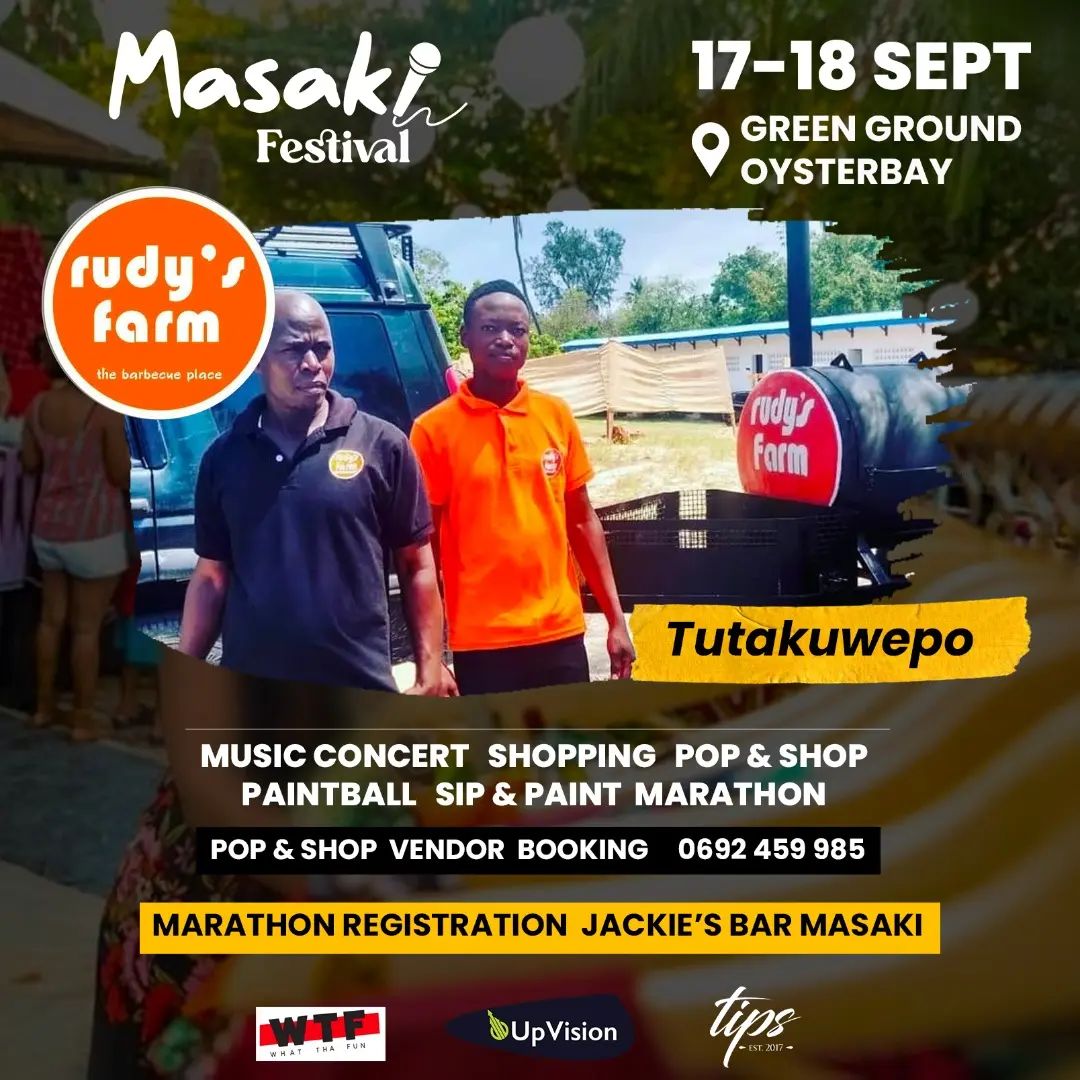 Masaki
Festival
17-18 SEPT
GREEN GROUND
OYSTERBAY
rudy's
farm
the barbecue place
rudy's
farm
Tutakuwepo
MUSIC CONCERT SHOPPING POP & SHOP
PAINTBALL SIP & PAINT MARATHON
POP & SHOP VENDOR BOOKING 0692 459 985
MARATHON REGISTRATION JACKIE'S BAR MASAKI
WTF
WHAT THA FUN
UpVision
tips
EST. 2017